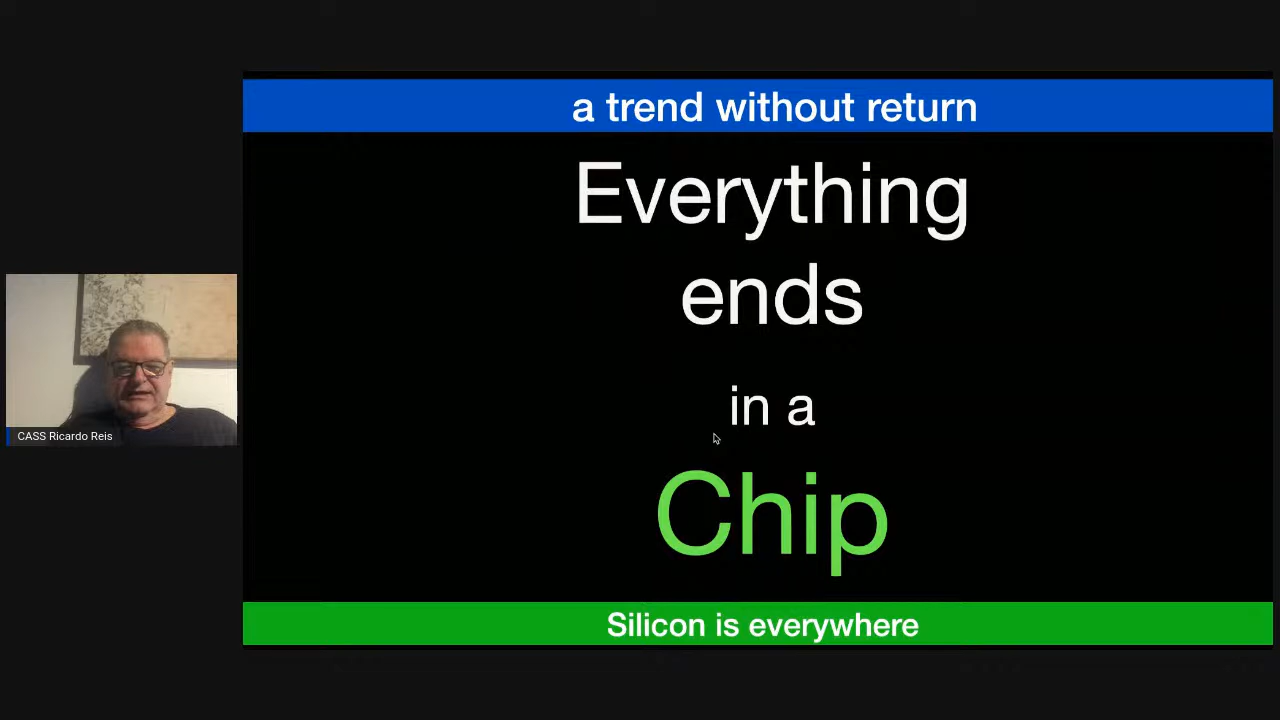 a trend without return
Everything
ends
in a
Chip
Silicon is everywhere
CASS Ricardo Reis